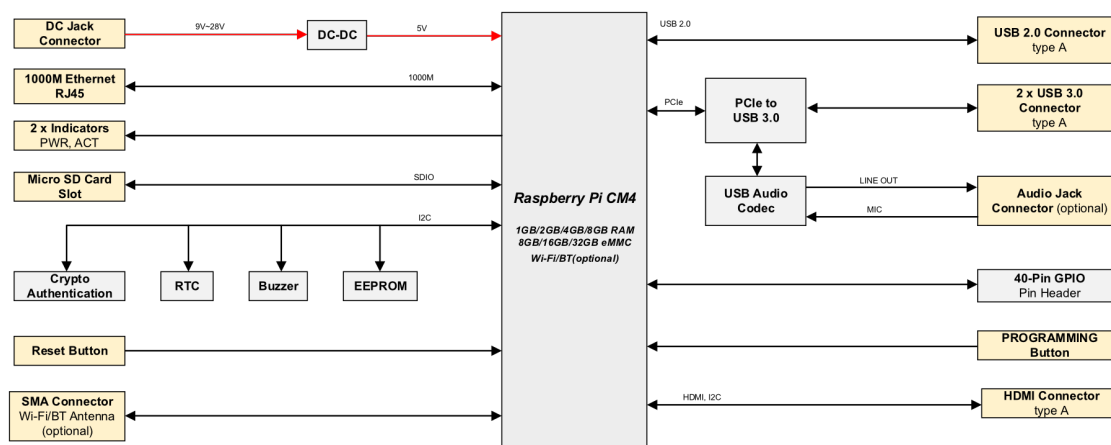 DC Jack
Connector
9V~28V
DC-DC
5V
1000M Ethernet
RJ45
1000M
2 x Indicators
PWR, ACT
Micro SD Card
Slot
SDIO
I2C
Crypto
Authentication
RTC
Buzzer
EEPROM
Reset Button
SMA Connector
Wi-Fi/BT Antenna
(optional)
Raspberry Pi CM4
1GB/2GB/4GB/8GB RAM
8GB/16GB/32GB eMMC
Wi-Fi/BT(optional)
USB 2.0
USB 2.0 Connector
type A
PCIe
PCIe to
USB 3.0
2 x USB 3.0
Connector
type A
USB Audio
Codec
LINE OUT
MIC
Audio Jack
Connector (optional)
40-Pin GPIO
Pin Header
PROGRAMMING
Button
HDMI, I2C
HDMI Connector
type A